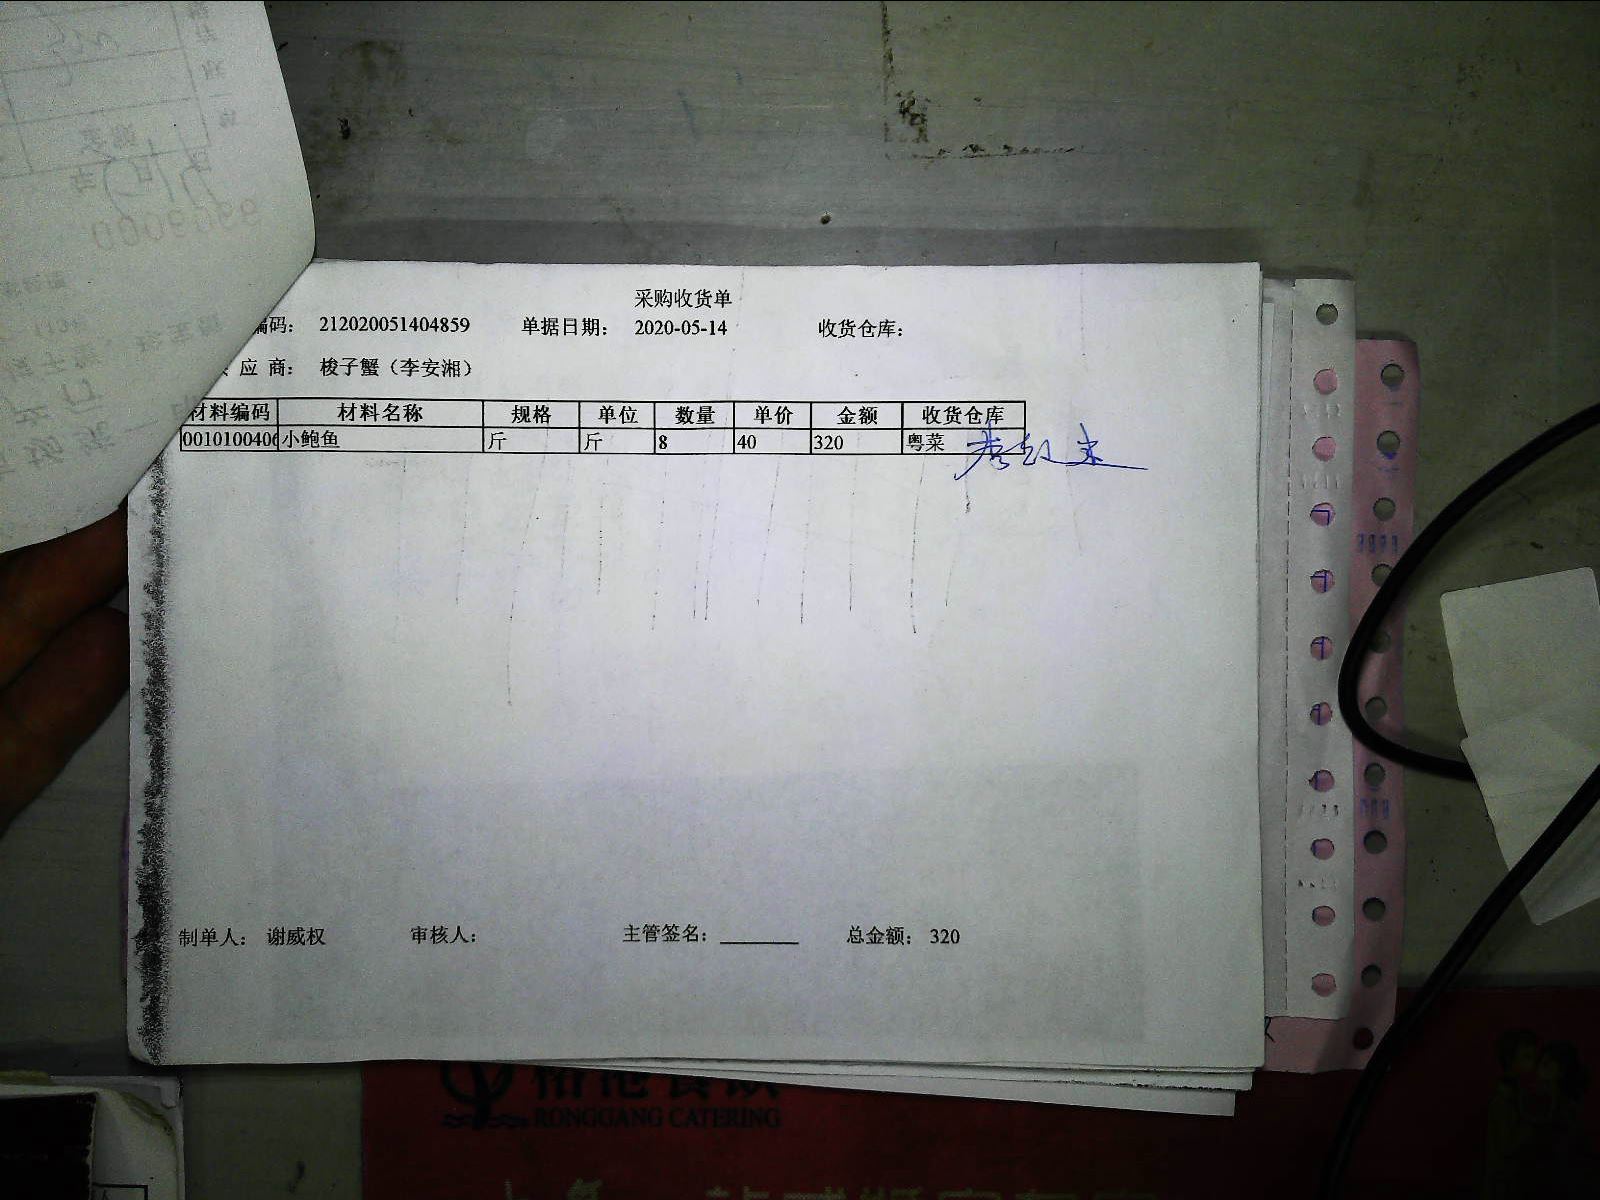 采购收货单
编码： 212020051404859 单据日期： 2020-05-14 收货仓库：
应 商： 梭子蟹（李安湘）
材料编码 材料名称 规格 单位 数量 单价 金额 收货仓库
0010100406 小鲍鱼 斤 斤 8 40 320 粤菜
制单人： 谢威权 审核人： 主管签名： 总金额： 320
RONGGANG CATERING